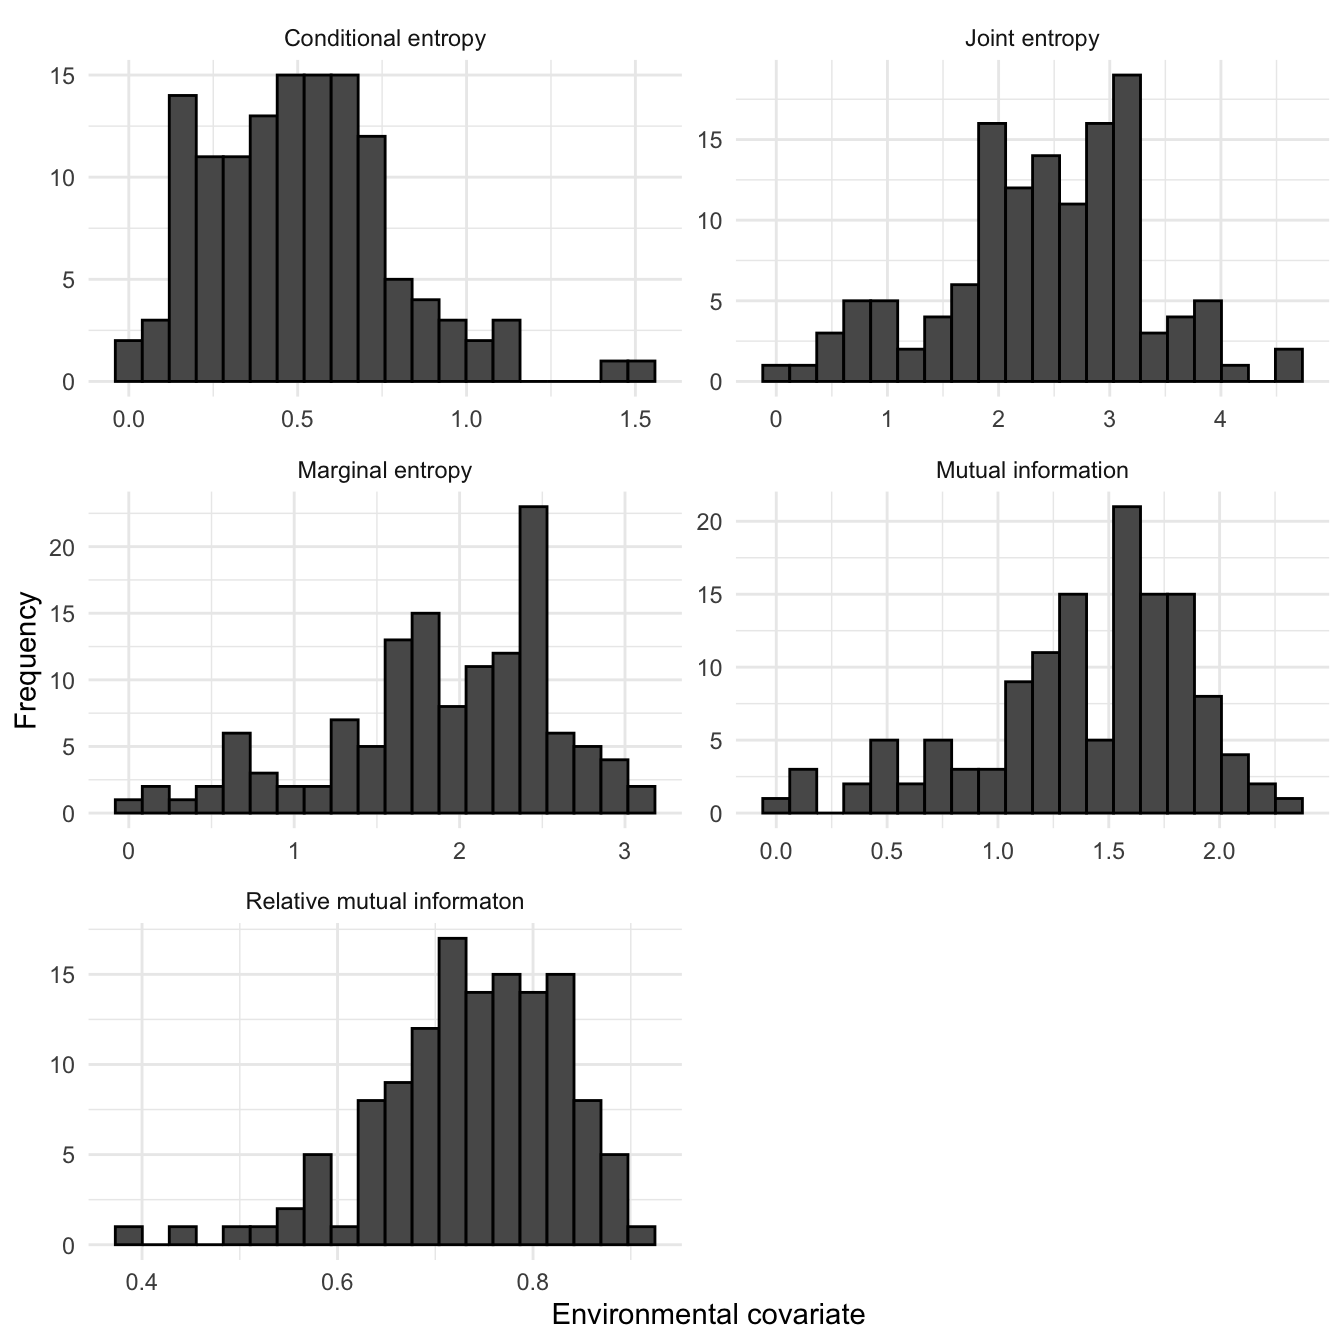 Conditional entropy
Joint entropy
15
10
5
0
0.0 0.5 1.0 1.5
15
10
5
0
0 1 2 3 4
Marginal entropy
Mutual information
20
15
10
5
0
0 1 2 3
20
15
10
5
0
0.0 0.5 1.0 1.5 2.0
Frequency
Relative mutual informaton
15
10
5
0
0.4 0.6 0.8
Environmental covariate